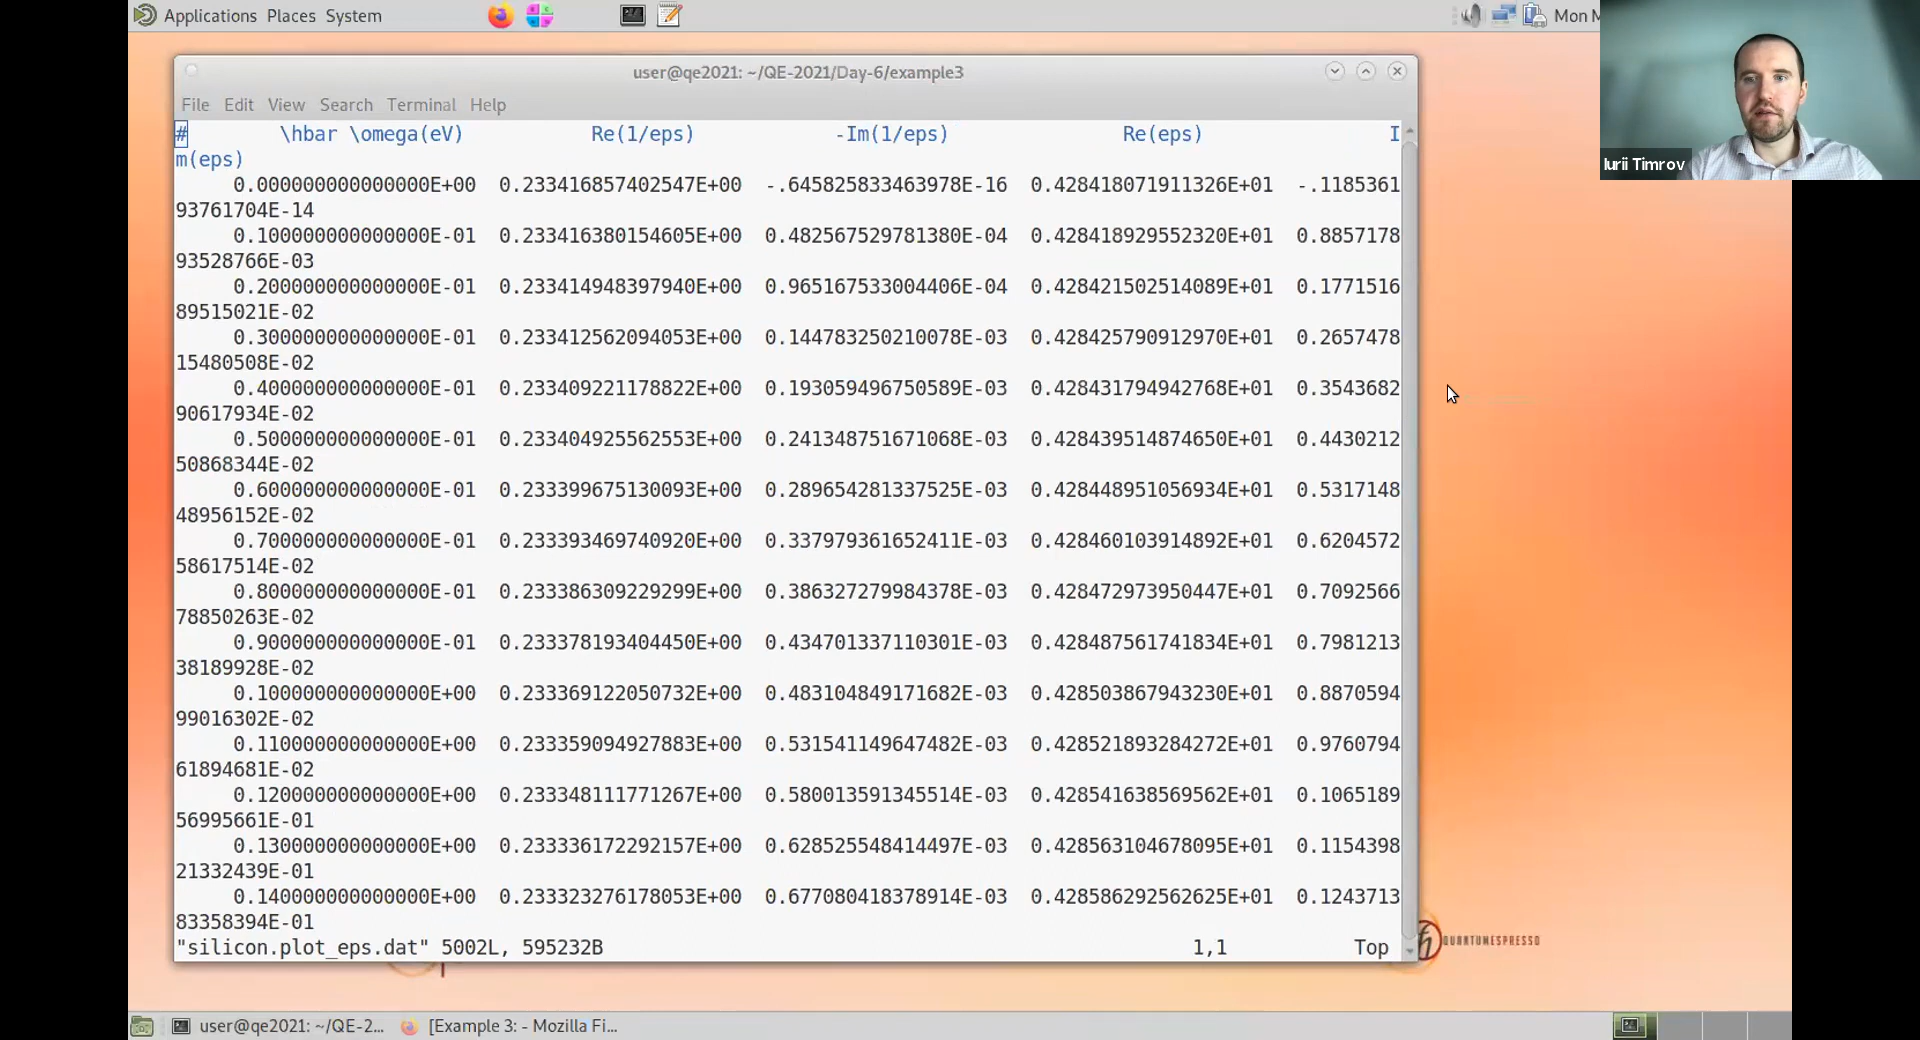 Applications Places System
Mon M
Iurii Timrov
user@qe2021: ~/QE-2021/Day-6/example3
File Edit View Search Terminal Help
# \hbar \omega(eV) Re(1/eps) -Im(1/eps) Re(eps) I
m(eps)
0.000000000000000E+00 0.233416857402547E+00 -.645825833463978E-16 0.428418071911326E+01 -.1185361
93761704E-14
0.100000000000000E-01 0.233416380154605E+00 0.482567529781380E-04 0.428418929552320E+01 0.8857178
93528766E-03
0.200000000000000E-01 0.233414948397940E+00 0.965167533004406E-04 0.428421502514089E+01 0.1771516
89515021E-02
0.300000000000000E-01 0.233412562094053E+00 0.144783250210078E-03 0.428425790912970E+01 0.2657478
15480508E-02
0.400000000000000E-01 0.233409221178822E+00 0.193059496750589E-03 0.428431794942768E+01 0.3543682
90617934E-02
0.500000000000000E-01 0.233404925562553E+00 0.241348751671068E-03 0.428439514874650E+01 0.4430212
50868344E-02
0.600000000000000E-01 0.233399675130093E+00 0.289654281337525E-03 0.428448951056934E+01 0.5317148
48956152E-02
0.700000000000000E-01 0.233393469740920E+00 0.337979361652411E-03 0.428460103914892E+01 0.6204572
58617514E-02
0.800000000000000E-01 0.233386309229299E+00 0.386327279984378E-03 0.428472973950447E+01 0.7092566
78850263E-02
0.900000000000000E-01 0.233378193404450E+00 0.434701337110301E-03 0.428487561741834E+01 0.7981213
38189928E-02
0.100000000000000E+00 0.233369122050732E+00 0.483104849171682E-03 0.428503867943230E+01 0.8870594
99016302E-02
0.110000000000000E+00 0.233359094927883E+00 0.531541149647482E-03 0.428521893284272E+01 0.9760794
61894681E-02
0.120000000000000E+00 0.233348111771267E+00 0.580013591345514E-03 0.428541638569562E+01 0.1065189
56995661E-01
0.130000000000000E+00 0.233336172292157E+00 0.628525548414497E-03 0.428563104678095E+01 0.1154398
21332439E-01
0.140000000000000E+00 0.233323276178053E+00 0.677080418378914E-03 0.428586292562625E+01 0.1243713
83358394E-01
"silicon.plot_eps.dat" 5002L, 595232B 1,1 Top
QUANTUMESPRESSO
user@qe2021: ~/QE-2... [Example 3: - Mozilla Fi...